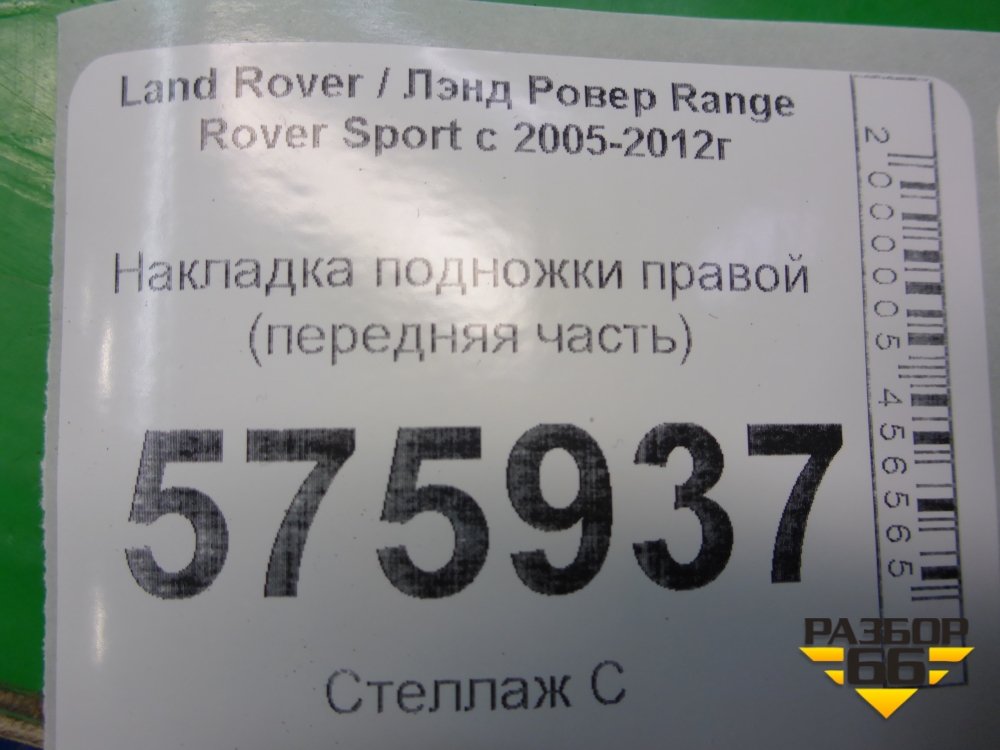 Land Rover / Лэнд Ровер Range
Rover Sport с 2005-2012г
Накладка подножки правой
(передняя часть)
575937
Стеллаж С
2000005456565
РАЗБОР
66